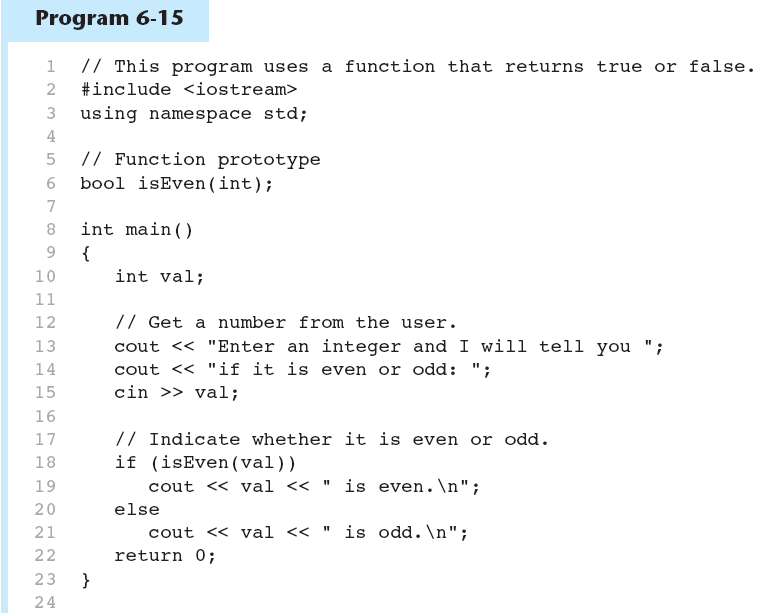 Program 6-15
1 // This program uses a function that returns true or false.
2 #include <iostream>
3 using namespace std;
4
5 // Function prototype
6 bool isEven(int);
7
8 int main()
9 {
10 int val;
11
12 // Get a number from the user.
13 cout << "Enter an integer and I will tell you ";
14 cout << "if it is even or odd: ";
15 cin >> val;
16
17 // Indicate whether it is even or odd.
18 if (isEven(val))
19 cout << val << " is even.\n";
20 else
21 cout << val << " is odd.\n";
22 return 0;
23 }
24